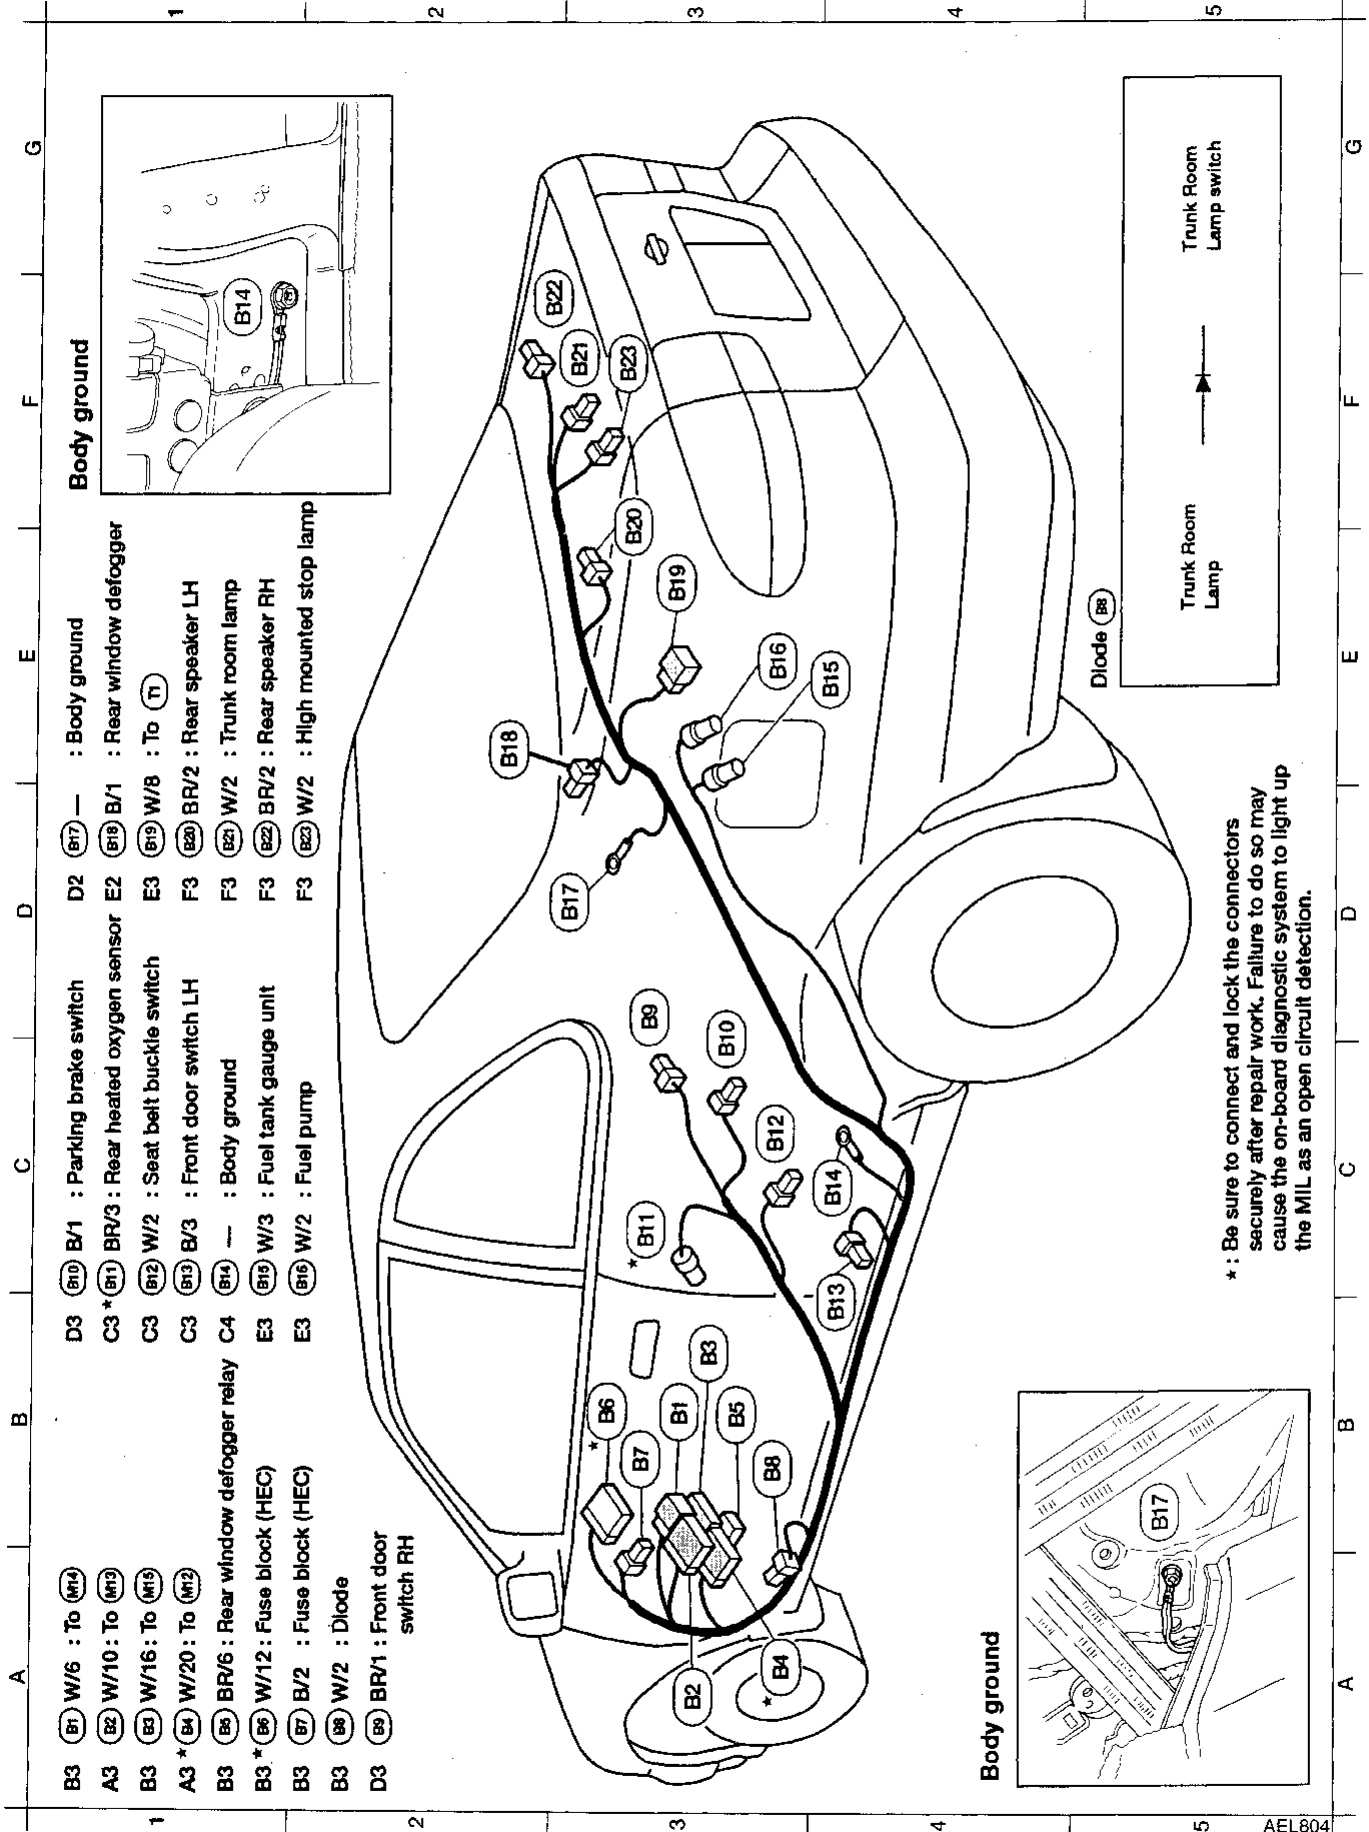 A
B
C
D
E
F
G
1
2
3
4
5
B3 B1 W/6 : To M14
A3 B2 W/10 : To M13
B3 B3 W/16 : To M15
A3 * B4 W/20 : To M12
B3 B5 BR/6 : Rear window defogger relay
B3 * B6 W/12 : Fuse block (HEC)
B3 B7 B/2 : Fuse block (HEC)
B3 B8 W/2 : Diode
D3 B9 BR/1 : Front door
switch RH
D3 B10 B/1 : Parking brake switch
C3 * B11 BR/3 : Rear heated oxygen sensor
C3 B12 W/2 : Seat belt buckle switch
C3 B13 B/3 : Front door switch LH
C4 B14 — : Body ground
E3 B15 W/3 : Fuel tank gauge unit
E3 B16 W/2 : Fuel pump
D2 B17 — : Body ground
E2 B18 B/1 : Rear window defogger
E3 B19 W/8 : To T1
F3 B20 BR/2 : Rear speaker LH
F3 B21 W/2 : Trunk room lamp
F3 B22 BR/2 : Rear speaker RH
F3 B23 W/2 : High mounted stop lamp
Body ground
B14
B22
B21
B23
B20
B19
B18
B16
B15
B17
B9
B10
B12
* B11
B14
B13
* B6
B7
B1
B3
B5
B8
B2
* B4
Body ground
B17
* : Be sure to connect and lock the connectors
securely after repair work. Failure to do so may
cause the on-board diagnostic system to light up
the MIL as an open circuit detection.
Diode B8
Trunk Room
Lamp
Trunk Room
Lamp switch
A
B
C
D
E
F
G
1
2
3
4
5
AEL804